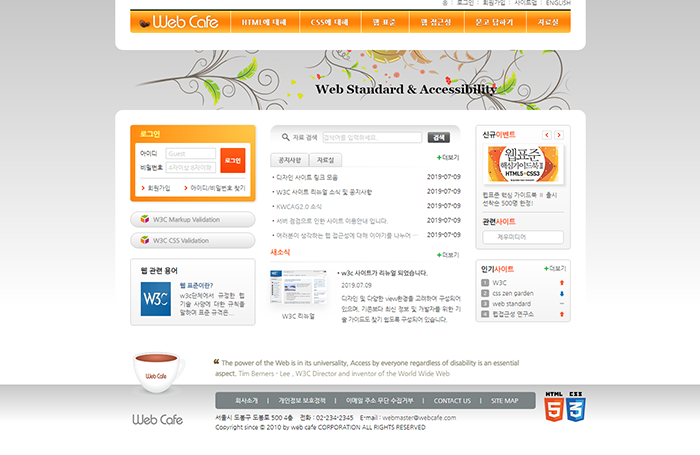 홈 | 로그인 | 회원가입 | 사이트맵 | ENGLISH
Web Cafe
HTML에 대해 CSS에 대해 웹 표준 웹 접근성 묻고 답하기 자료실
Web Standard & Accessibility
로그인
아이디 Guest
비밀번호
로그인
회원가입 아이디/비밀번호 찾기
W3C Markup Validation
W3C CSS Validation
웹 관련 용어
웹 표준이란?
W3C
w3c단체에서 규정한 웹
기술 사양에 대한 규칙을
말하며 표준 규격은...
자료 검색 검색어를 입력하세요. 검색
공지사항 자료실 +더보기
디자인 사이트 링크 모음 2019-07-09
W3C 사이트 리뉴얼 소식 및 공지사항 2019-07-09
KWCAG2.0 소식 2019-07-09
서버 점검으로 인한 사이트 이용안내 입니다. 2019-07-09
여러분이 생각하는 웹 접근성에 대해 이야기를 나누어 ... 2019-07-09
새소식 +더보기
W3C 리뉴얼
w3c 사이트가 리뉴얼 되었습니다.
2019.07.09
디자인 및 다양한 view환경을 고려하여 구성되어
있으며, 기존보다 최신 정보 및 개발자를 위한 기
술 가이드도 찾기 쉽도록 구성되어 있습니다.
신규이벤트
웹표준
핵심가이드북Ⅱ
HTML5+CSS3
웹표준 핵심 가이드북 Ⅱ 출시
선착순 500명 한정!
관련사이트
제우미디어
인기사이트 +더보기
1 W3C
2 css zen garden
3 web standard
4 웹접근성 연구소
Web Cafe
“ The power of the Web is in its universality, Access by everyone regardless of disability is an essential
aspect. Tim Berners - Lee , W3C Director and inventor of the World Wide Web
회사소개 | 개인정보 보호정책 | 이메일 주소 무단 수집거부 | CONTACT US | SITE MAP
HTML 5 CSS 3
Web Cafe
서울시 도봉구 도봉로 500 4층 전화 : 02-234-2345 E-mail : webmaster@webcafe.com
Copyright since © 2010 by web cafe CORPORATION ALL RIGHTS RESERVED